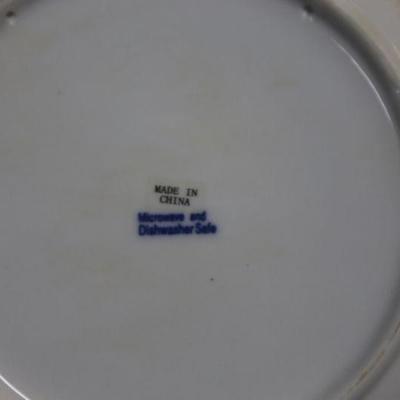 MADE IN
CHINA
Microwave and
Dishwasher Safe